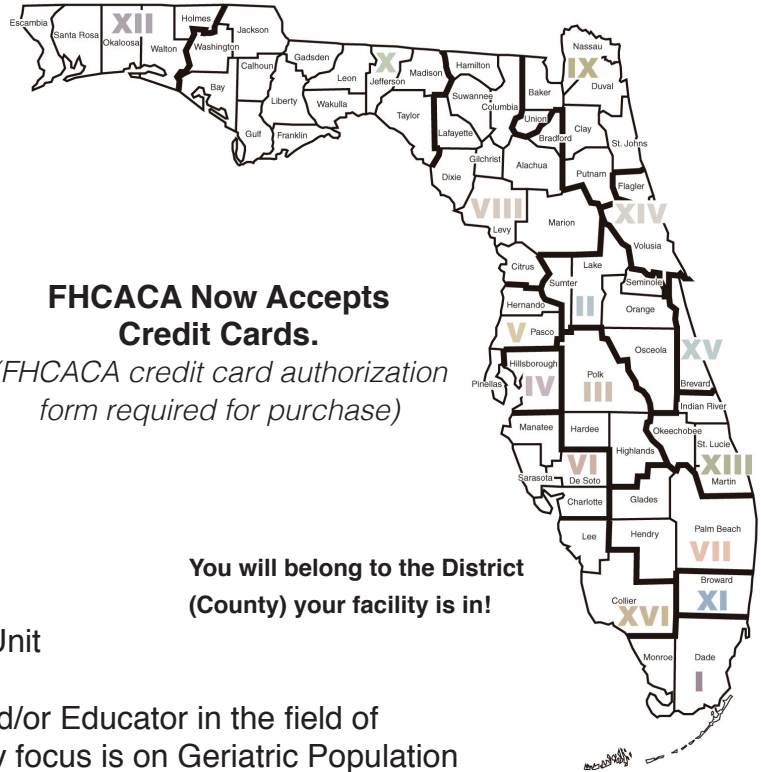 Escambia
Santa Rosa
XII
Okaloosa
Walton
Holmes
Washington
Jackson
Bay
Calhoun
Gulf
Liberty
Franklin
Gadsden
Leon
Wakulla
X
Jefferson
Madison
Taylor
Hamilton
Suwannee
Columbia
Lafayette
Dixie
Gilchrist
Baker
Union
Bradford
Alachua
Nassau
IX
Duval
Clay
St. Johns
Putnam
Flagler
VIII
Levy
Marion
XIV
Volusia
Citrus
Sumter
Lake
Seminole
Hernando
II
Orange
V
Pasco
Osceola
XV
Brevard
Hillsborough
Pinellas
IV
Polk
III
Indian River
Manatee
Hardee
Highlands
Okeechobee
St. Lucie
XIII
Martin
Sarasota
VI
De Soto
Charlotte
Glades
Lee
Hendry
Palm Beach
VII
Collier
XVI
Broward
XI
Monroe
Dade
I
FHCACA Now Accepts
Credit Cards.
(FHCACA credit card authorization
form required for purchase)
You will belong to the District
(County) your facility is in!
Unit
d/or Educator in the field of
y focus is on Geriatric Population